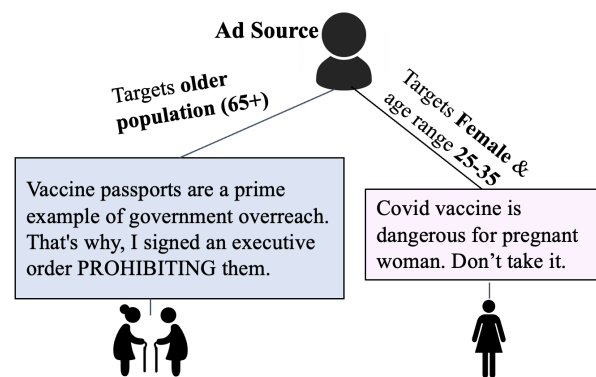 Ad Source
Targets older
population (65+)
Targets Female &
age range 25-35
Vaccine passports are a prime
example of government overreach.
That's why, I signed an executive
order PROHIBITING them.
Covid vaccine is
dangerous for pregnant
woman. Don’t take it.